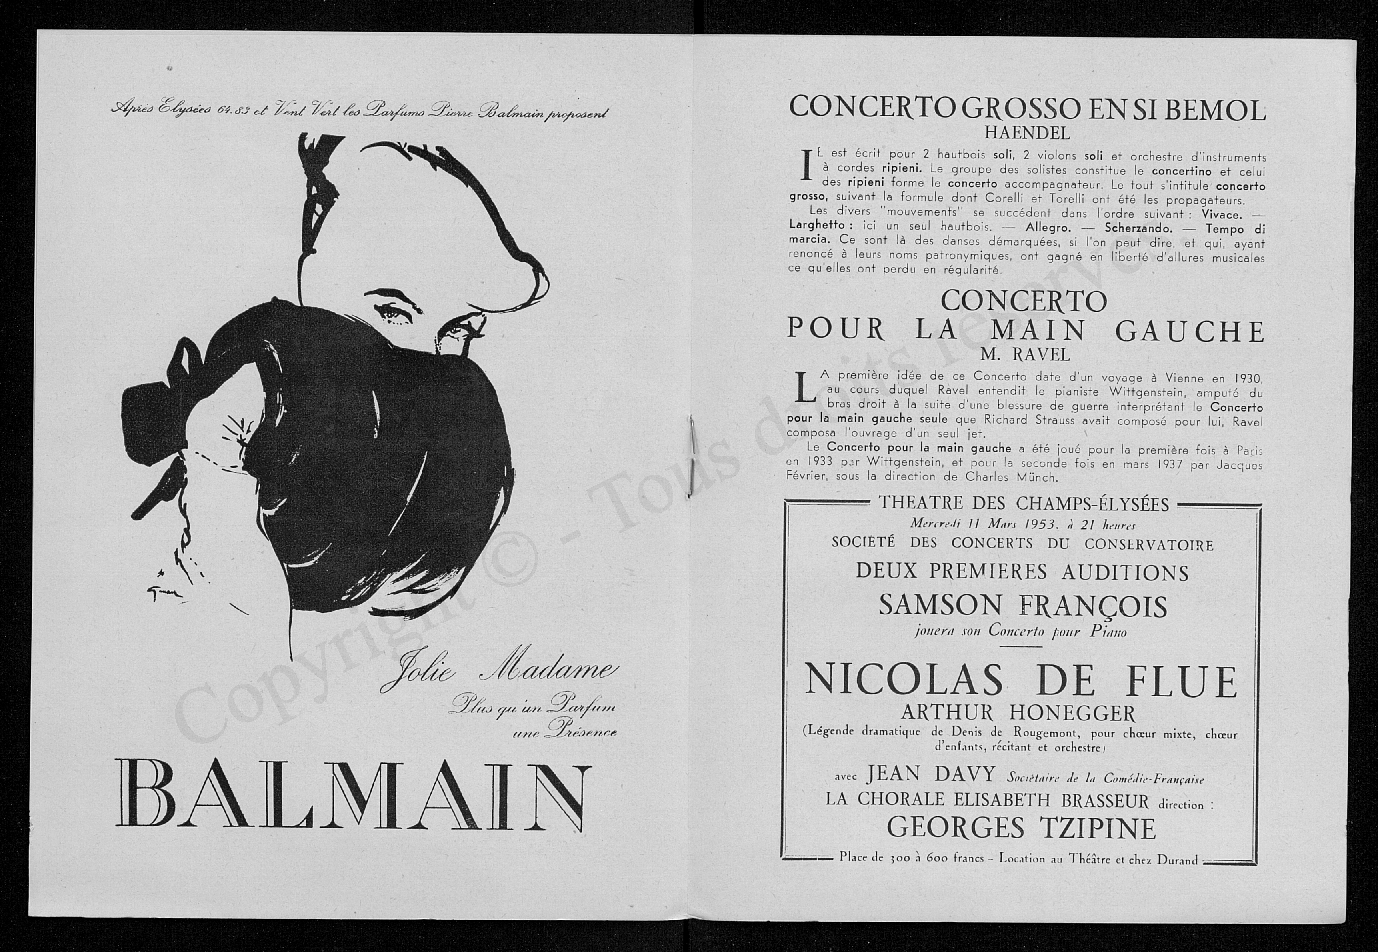 Après Elysées 64.83 et Vent Vert les Parfums Pierre Balmain proposent
Jolie Madame
Plus qu'un Parfum
une Présence
BALMAIN
CONCERTO GROSSO EN SI BEMOL
HAENDEL
IL est écrit pour 2 hautbois soli, 2 violons soli et orchestre d'instruments
à cordes ripieni. Le groupe des solistes constitue le concertino et celui
des ripieni forme le concerto accompagnateur. Le tout s'intitule concerto
grosso, suivant la formule dont Corelli et Torelli ont été les propagateurs.
Les divers "mouvements" se succèdent dans l'ordre suivant : Vivace. —
Larghetto : ici un seul hautbois. — Allegro. — Scherzando. — Tempo di
marcia. Ce sont là des danses démarquées, si l'on peut dire, et qui, ayant
renoncé à leurs noms patronymiques, ont gagné en liberté d'allures musicales
ce qu'elles ont perdu en régularité.
CONCERTO
POUR LA MAIN GAUCHE
M. RAVEL
LA première idée de ce Concerto date d'un voyage à Vienne en 1930,
au cours duquel Ravel entendit le pianiste Wittgenstein, amputé du
bras droit à la suite d'une blessure de guerre interprétant le Concerto
pour la main gauche seule que Richard Strauss avait composé pour lui, Ravel
composa l'ouvrage d'un seul jet.
Le Concerto pour la main gauche a été joué pour la première fois à Paris
en 1933 par Wittgenstein, et pour la seconde fois en mars 1937 par Jacques
Février, sous la direction de Charles Münch.
THEATRE DES CHAMPS-ÉLYSÉES
Mercredi 11 Mars 1953, à 21 heures
SOCIÉTÉ DES CONCERTS DU CONSERVATOIRE
DEUX PREMIERES AUDITIONS
SAMSON FRANÇOIS
jouera son Concerto pour Piano
NICOLAS DE FLUE
ARTHUR HONEGGER
(Légende dramatique de Denis de Rougemont, pour chœur mixte, chœur
d'enfants, récitant et orchestre)
avec JEAN DAVY Sociétaire de la Comédie-Française
LA CHORALE ELISABETH BRASSEUR direction :
GEORGES TZIPINE
Place de 300 à 600 francs - Location au Théâtre et chez Durand
Copyright © - Tous droits réservés